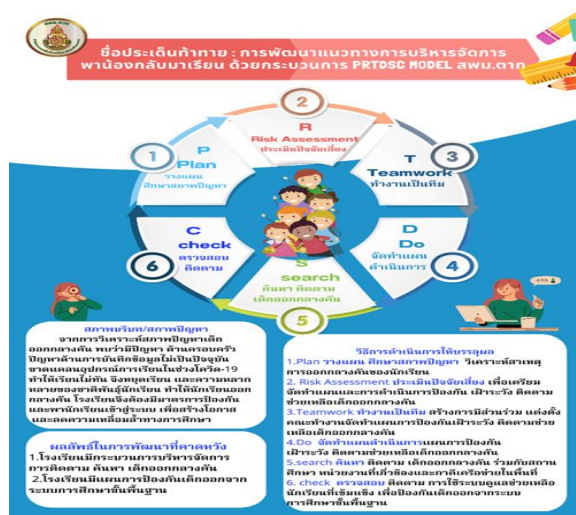 ชื่อประเด็นท้าทาย : การพัฒนาแนวทางการบริหารจัดการ
พาน้องกลับมาเรียน ด้วยกระบวนการ PRTDSC MODEL สพม.ตาก
1
P
Plan
วางแผน
ศึกษาสภาพปัญหา
2
R
Risk Assessment
ประเมินปัจจัยเสี่ยง
3
T
Teamwork
ทำงานเป็นทีม
4
D
Do
จัดทำแผน
ดำเนินการ
5
S
search
ค้นหา ติดตาม
เด็กออกกลางคัน
6
C
check
ตรวจสอบ
ติดตาม
สภาพบริบท/สภาพปัญหา
จากการวิเคราะห์สภาพปัญหาเด็ก
ออกกลางคัน พบว่ามีปัญหา ด้านครอบครัว
ปัญหาด้านการบันทึกข้อมูลไม่เป็นปัจจุบัน
ขาดแคลนอุปกรณ์การเรียนในช่วงโควิด-19
ทำให้เรียนไม่ทัน จึงหยุดเรียน และความหลาก
หลายของชาติพันธุ์นักเรียน ทำให้นักเรียนออก
กลางคัน โรงเรียนจึงต้องมีมาตรการป้องกัน
และพานักเรียนเข้าสู่ระบบ เพื่อสร้างโอกาส
และลดความเหลื่อมล้ำทางการศึกษา
ผลลัพธ์ในการพัฒนาที่คาดหวัง
1.โรงเรียนมีกระบวนการบริหารจัดการ
การติดตาม ค้นหา เด็กออกกลางคัน
2.โรงเรียนมีแผนการป้องกันเด็กออกจาก
ระบบการศึกษาขั้นพื้นฐาน
วิธีการดำเนินการให้บรรลุผล
1.Plan วางแผน ศึกษาสภาพปัญหา วิเคราะห์สาเหตุ
การออกกลางคันของนักเรียน
2. Risk Assessment ประเมินปัจจัยเสี่ยง เพื่อเตรียม
จัดทำแผนและการดำเนินการป้องกัน เฝ้าระวัง ติดตาม
ช่วยเหลือเด็กออกกลางคัน
3.Teamwork ทำงานเป็นทีม สร้างการมีส่วนร่วม แต่งตั้ง
คณะทำงานจัดทำแผนการป้องกันเฝ้าระวัง ติดตามช่วย
เหลือเด็กออกกลางคัน
4.Do จัดทำแผนดำเนินการแผนการป้องกัน
เฝ้าระวัง ติดตามช่วยเหลือเด็กออกกลางคัน
5.search ค้นหา ติดตาม เด็กออกกลางคัน ร่วมกับสถาน
ศึกษา หน่วยงานที่เกี่ยวข้องและภาคีเครือข่ายในพื้นที่
6. check ตรวจสอบ ติดตาม การใช้ระบบดูแลช่วยเหลือ
นักเรียนที่เข้มแข็ง เพื่อป้องกันเด็กออกจากระบบ
การศึกษาขั้นพื้นฐาน